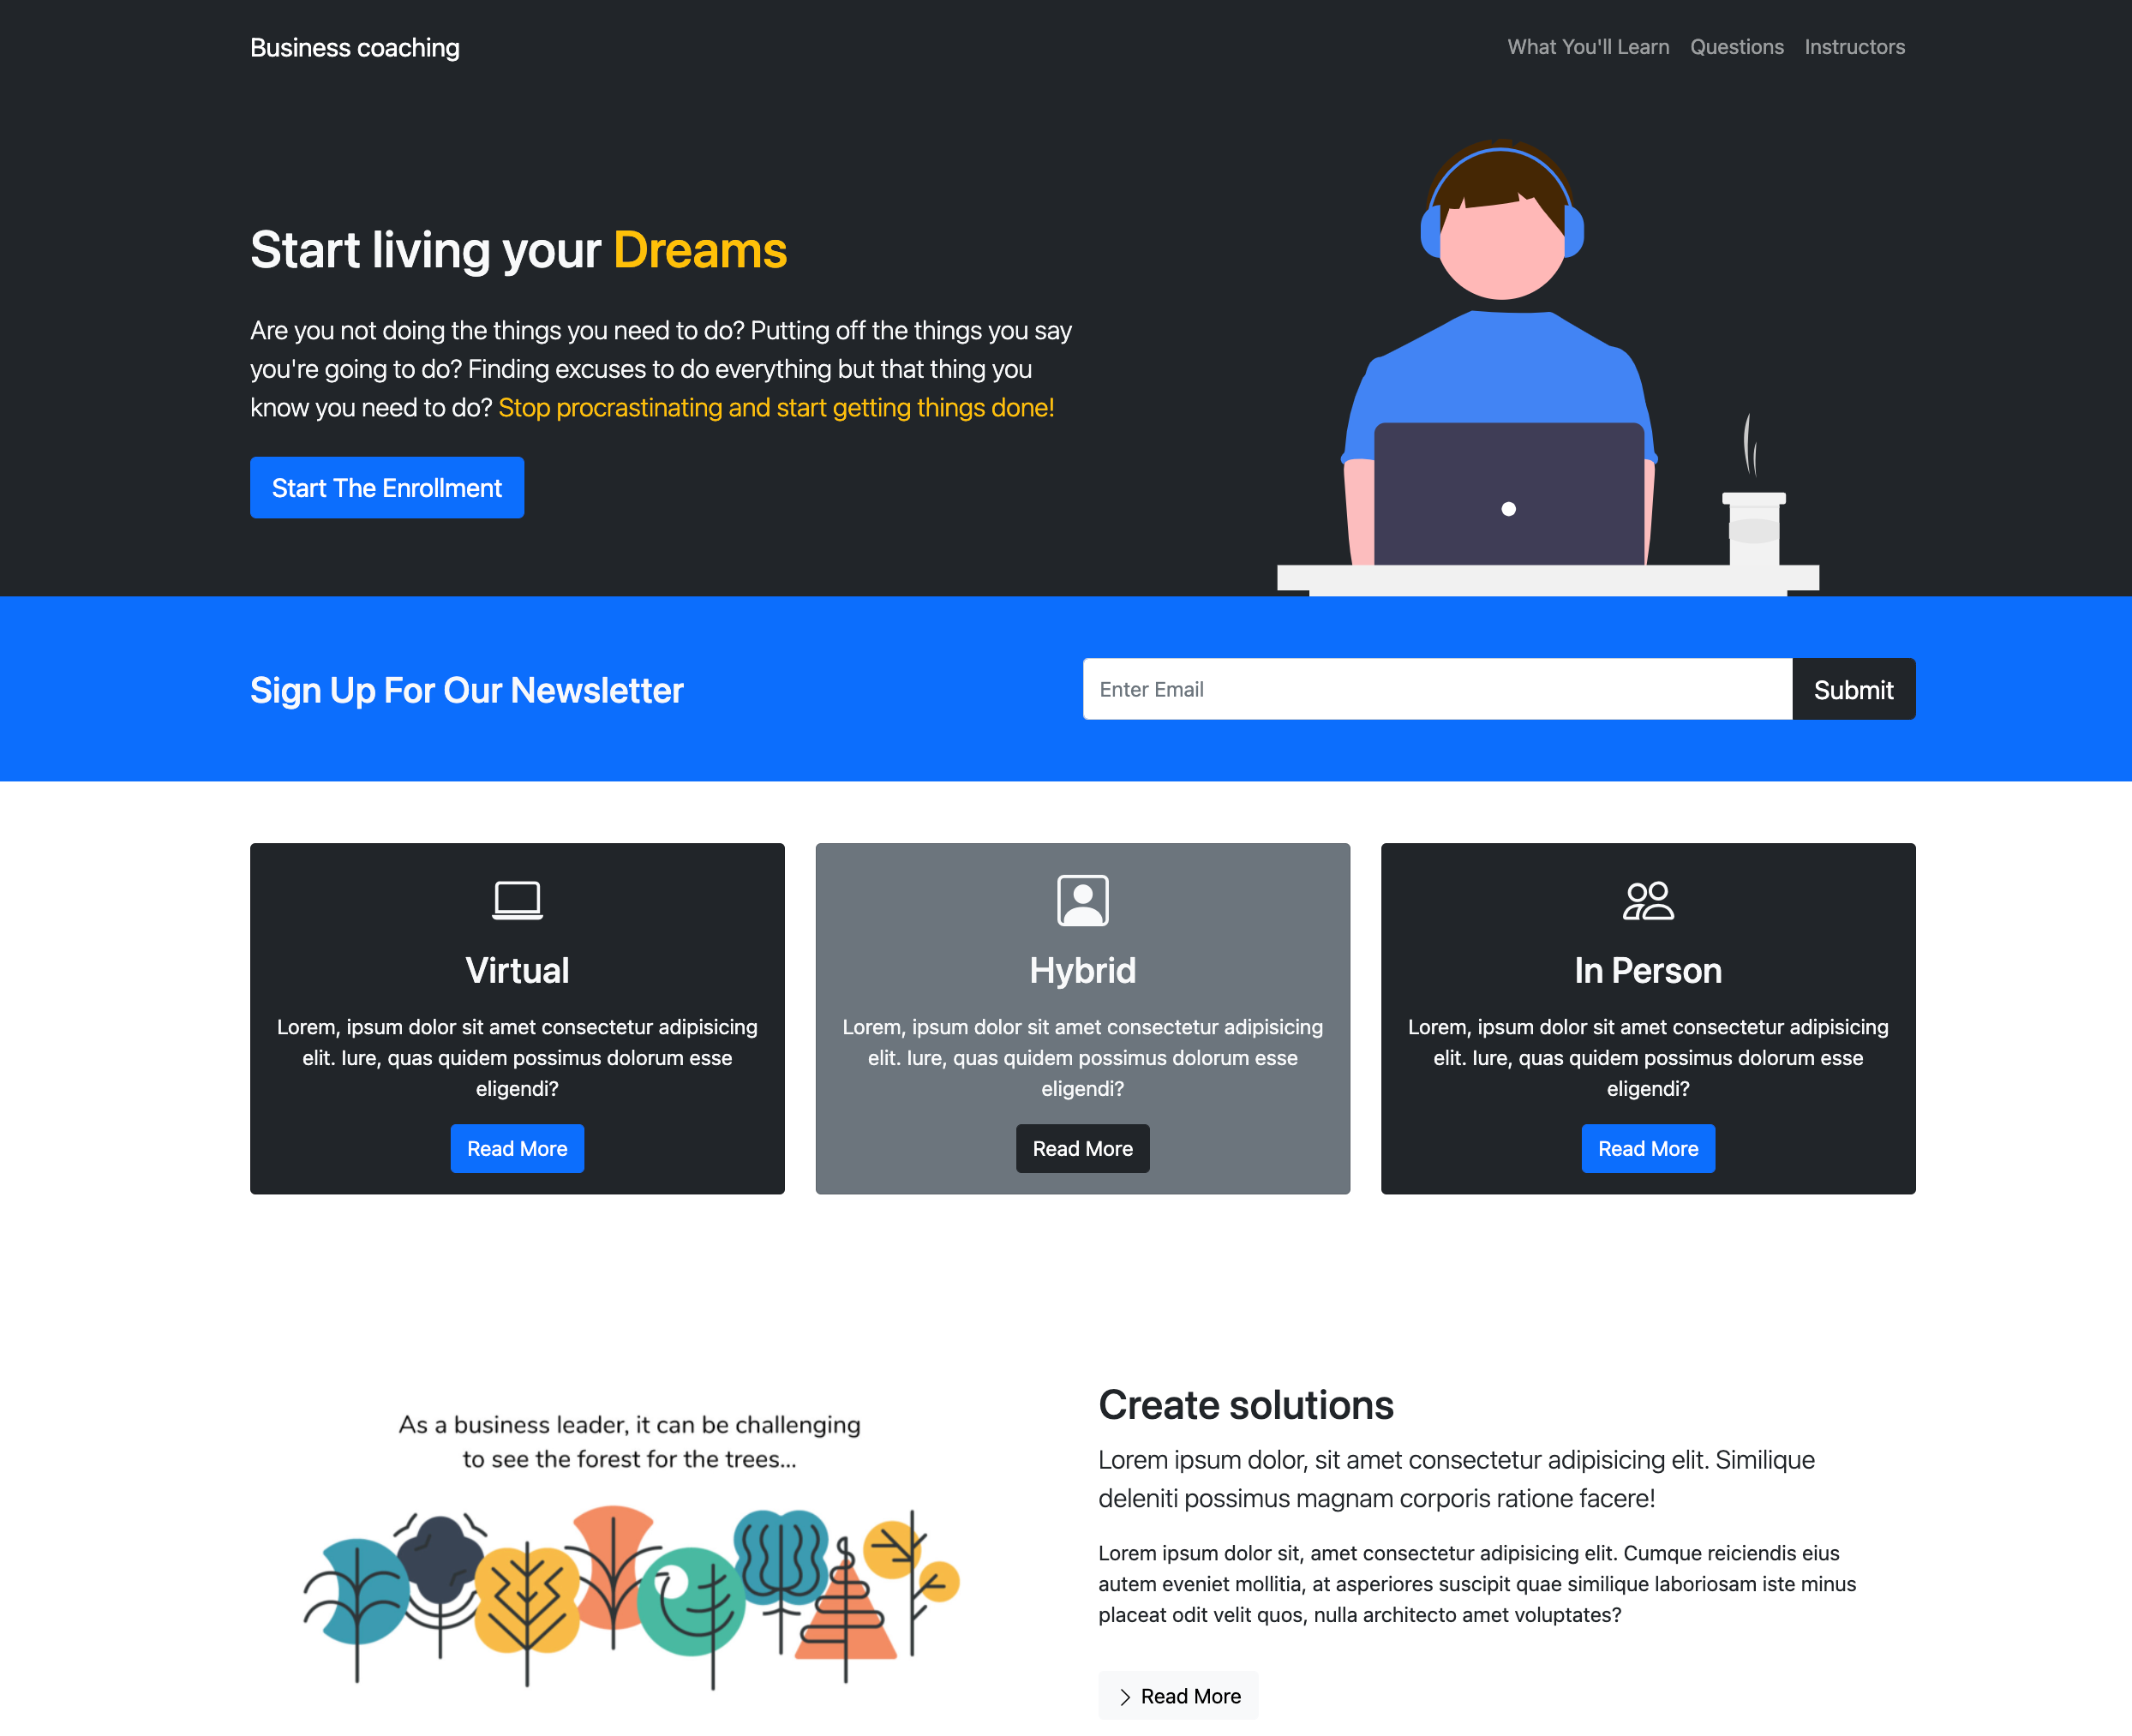 Business coaching
What You'll Learn
Questions
Instructors
Start living your Dreams
Are you not doing the things you need to do? Putting off the things you say
you're going to do? Finding excuses to do everything but that thing you
know you need to do? Stop procrastinating and start getting things done!
Start The Enrollment
Sign Up For Our Newsletter
Enter Email
Submit
Virtual
Lorem, ipsum dolor sit amet consectetur adipisicing
elit. Iure, quas quidem possimus dolorum esse
eligendi?
Read More
Hybrid
Lorem, ipsum dolor sit amet consectetur adipisicing
elit. Iure, quas quidem possimus dolorum esse
eligendi?
Read More
In Person
Lorem, ipsum dolor sit amet consectetur adipisicing
elit. Iure, quas quidem possimus dolorum esse
eligendi?
Read More
As a business leader, it can be challenging
to see the forest for the trees...
Create solutions
Lorem ipsum dolor, sit amet consectetur adipisicing elit. Similique
deleniti possimus magnam corporis ratione facere!
Lorem ipsum dolor sit, amet consectetur adipisicing elit. Cumque reiciendis eius
autem eveniet mollitia, at asperiores suscipit quae similique laboriosam iste minus
placeat odit velit quos, nulla architecto amet voluptates?
Read More